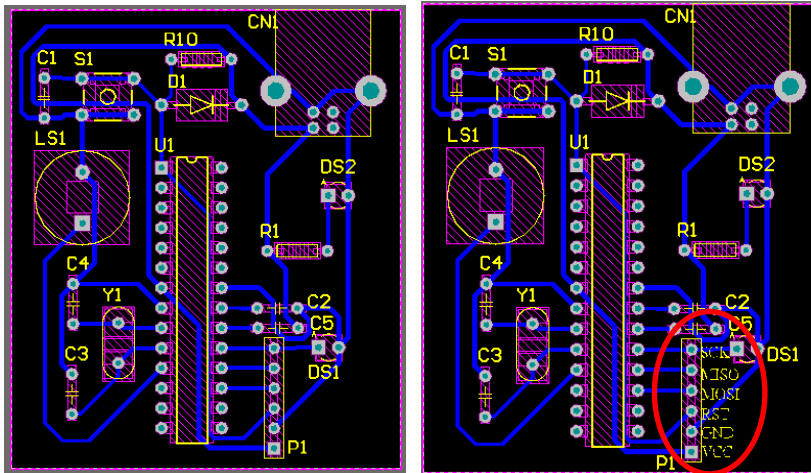 CN1
R10
S1
C1
D1
LS1
U1
DS2
R1
C4
Y1
C2
C5
C3
DS1
P1
CN1
R10
S1
C1
D1
LS1
U1
DS2
R1
C4
Y1
C2
C5
C3
SCK
MISO
DS1
MOSI
RST
GND
VCC
P1